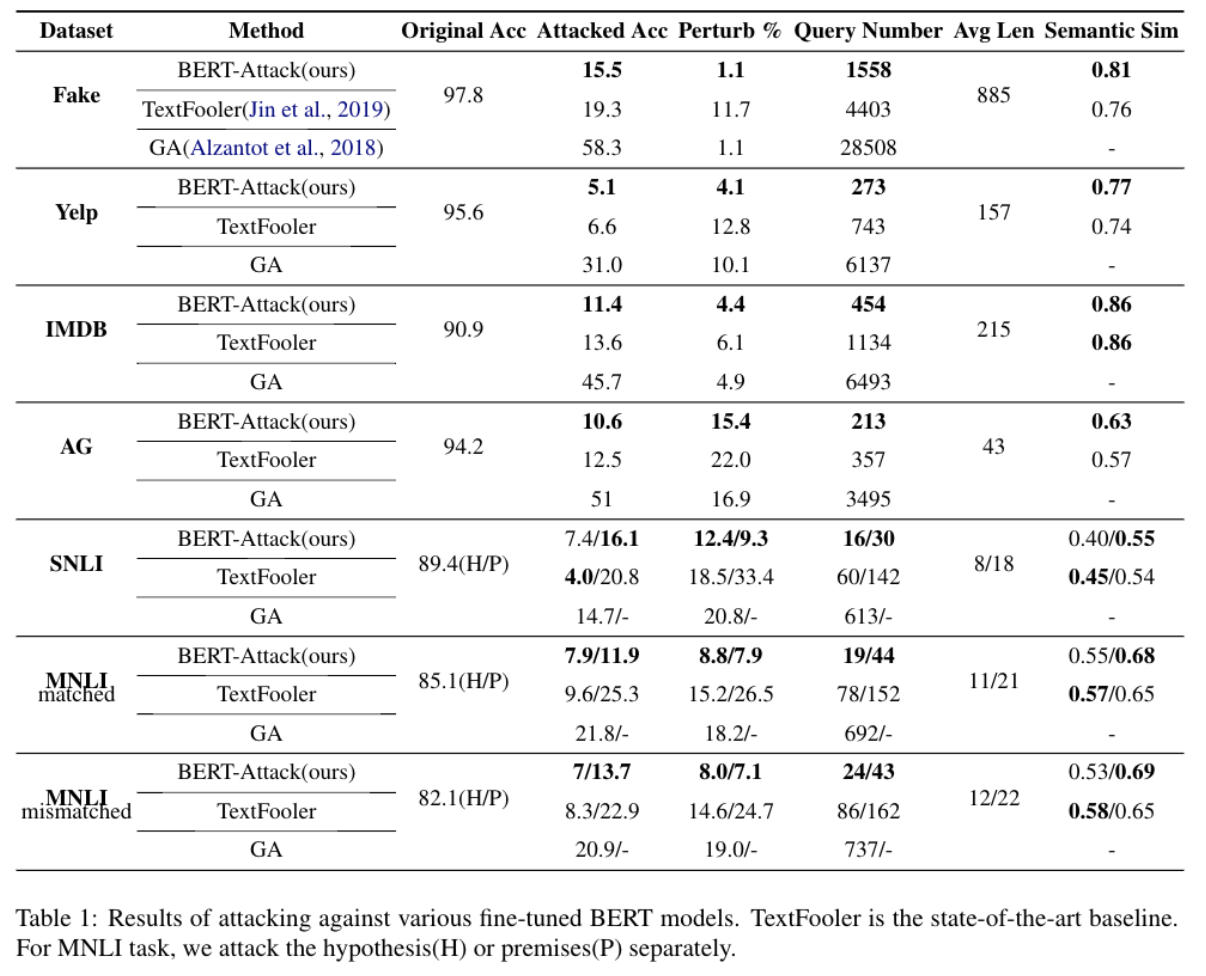 Dataset Method Original Acc Attacked Acc Perturb % Query Number Avg Len Semantic Sim
Fake BERT-Attack(ours) 97.8 15.5 1.1 1558 885 0.81
TextFooler(Jin et al., 2019) 19.3 11.7 4403 0.76
GA(Alzantot et al., 2018) 58.3 1.1 28508 -
Yelp BERT-Attack(ours) 95.6 5.1 4.1 273 157 0.77
TextFooler 6.6 12.8 743 0.74
GA 31.0 10.1 6137 -
IMDB BERT-Attack(ours) 90.9 11.4 4.4 454 215 0.86
TextFooler 13.6 6.1 1134 0.86
GA 45.7 4.9 6493 -
AG BERT-Attack(ours) 94.2 10.6 15.4 213 43 0.63
TextFooler 12.5 22.0 357 0.57
GA 51 16.9 3495 -
SNLI BERT-Attack(ours) 89.4(H/P) 7.4/16.1 12.4/9.3 16/30 8/18 0.40/0.55
TextFooler 4.0/20.8 18.5/33.4 60/142 0.45/0.54
GA 14.7/- 20.8/- 613/- -
MNLI matched BERT-Attack(ours) 85.1(H/P) 7.9/11.9 8.8/7.9 19/44 11/21 0.55/0.68
TextFooler 9.6/25.3 15.2/26.5 78/152 0.57/0.65
GA 21.8/- 18.2/- 692/- -
MNLI mismatched BERT-Attack(ours) 82.1(H/P) 7/13.7 8.0/7.1 24/43 12/22 0.53/0.69
TextFooler 8.3/22.9 14.6/24.7 86/162 0.58/0.65
GA 20.9/- 19.0/- 737/- -
Table 1: Results of attacking against various fine-tuned BERT models. TextFooler is the state-of-the-art baseline.
For MNLI task, we attack the hypothesis(H) or premises(P) separately.